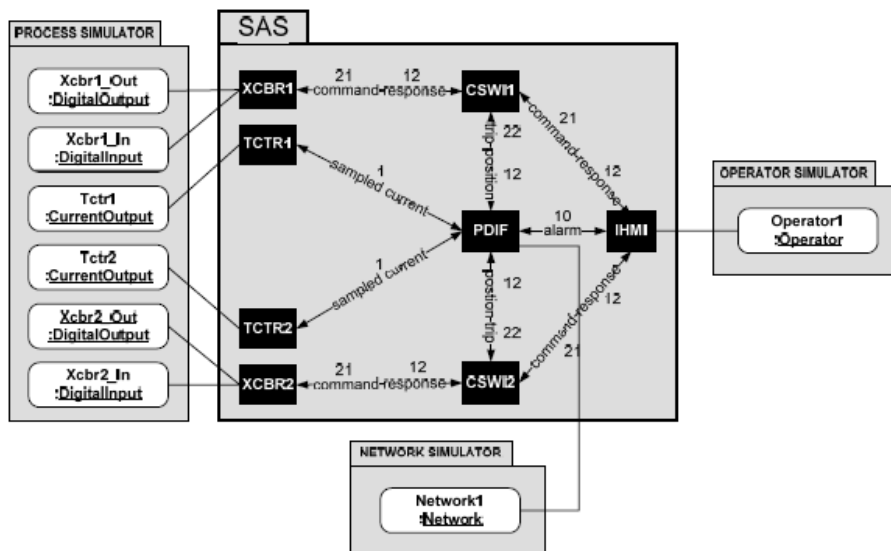 PROCESS SIMULATOR
Xcbr1_Out
:DigitalOutput
Xcbr1_In
:DigitalInput
Tctr1
:CurrentOutput
Tctr2
:CurrentOutput
Xcbr2_Out
:DigitalOutput
Xcbr2_In
:DigitalInput
SAS
XCBR1
21 12
command-response
CSWI1
TCTR1
22
trip-position
12
21
command-response
12
1
sampled current
PDIF
10
alarm
IHMI
1
sampled current
12
position-trip
22
12
command-response
21
TCTR2
XCBR2
21 12
command-response
CSWI2
OPERATOR SIMULATOR
Operator1
:Operator
NETWORK SIMULATOR
Network1
:Network